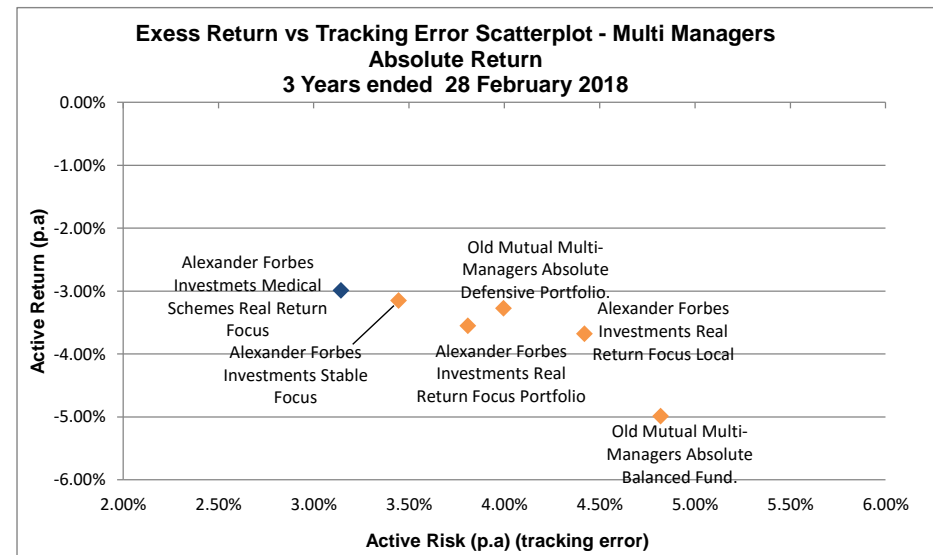 Exess Return vs Tracking Error Scatterplot - Multi Managers
Absolute Return
3 Years ended 28 February 2018
0.00%
-1.00%
-2.00%
-3.00%
-4.00%
-5.00%
-6.00%
Active Return (p.a)
Alexander Forbes
Investmets Medical
Schemes Real Return
Focus
Alexander Forbes
Investments Stable
Focus
Old Mutual Multi-
Managers Absolute
Defensive Portfolio.
Alexander Forbes
Investments Real
Return Focus Portfolio
Alexander Forbes
Investments Real
Return Focus Local
Old Mutual Multi-
Managers Absolute
Balanced Fund.
2.00% 2.50% 3.00% 3.50% 4.00% 4.50% 5.00% 5.50% 6.00%
Active Risk (p.a) (tracking error)